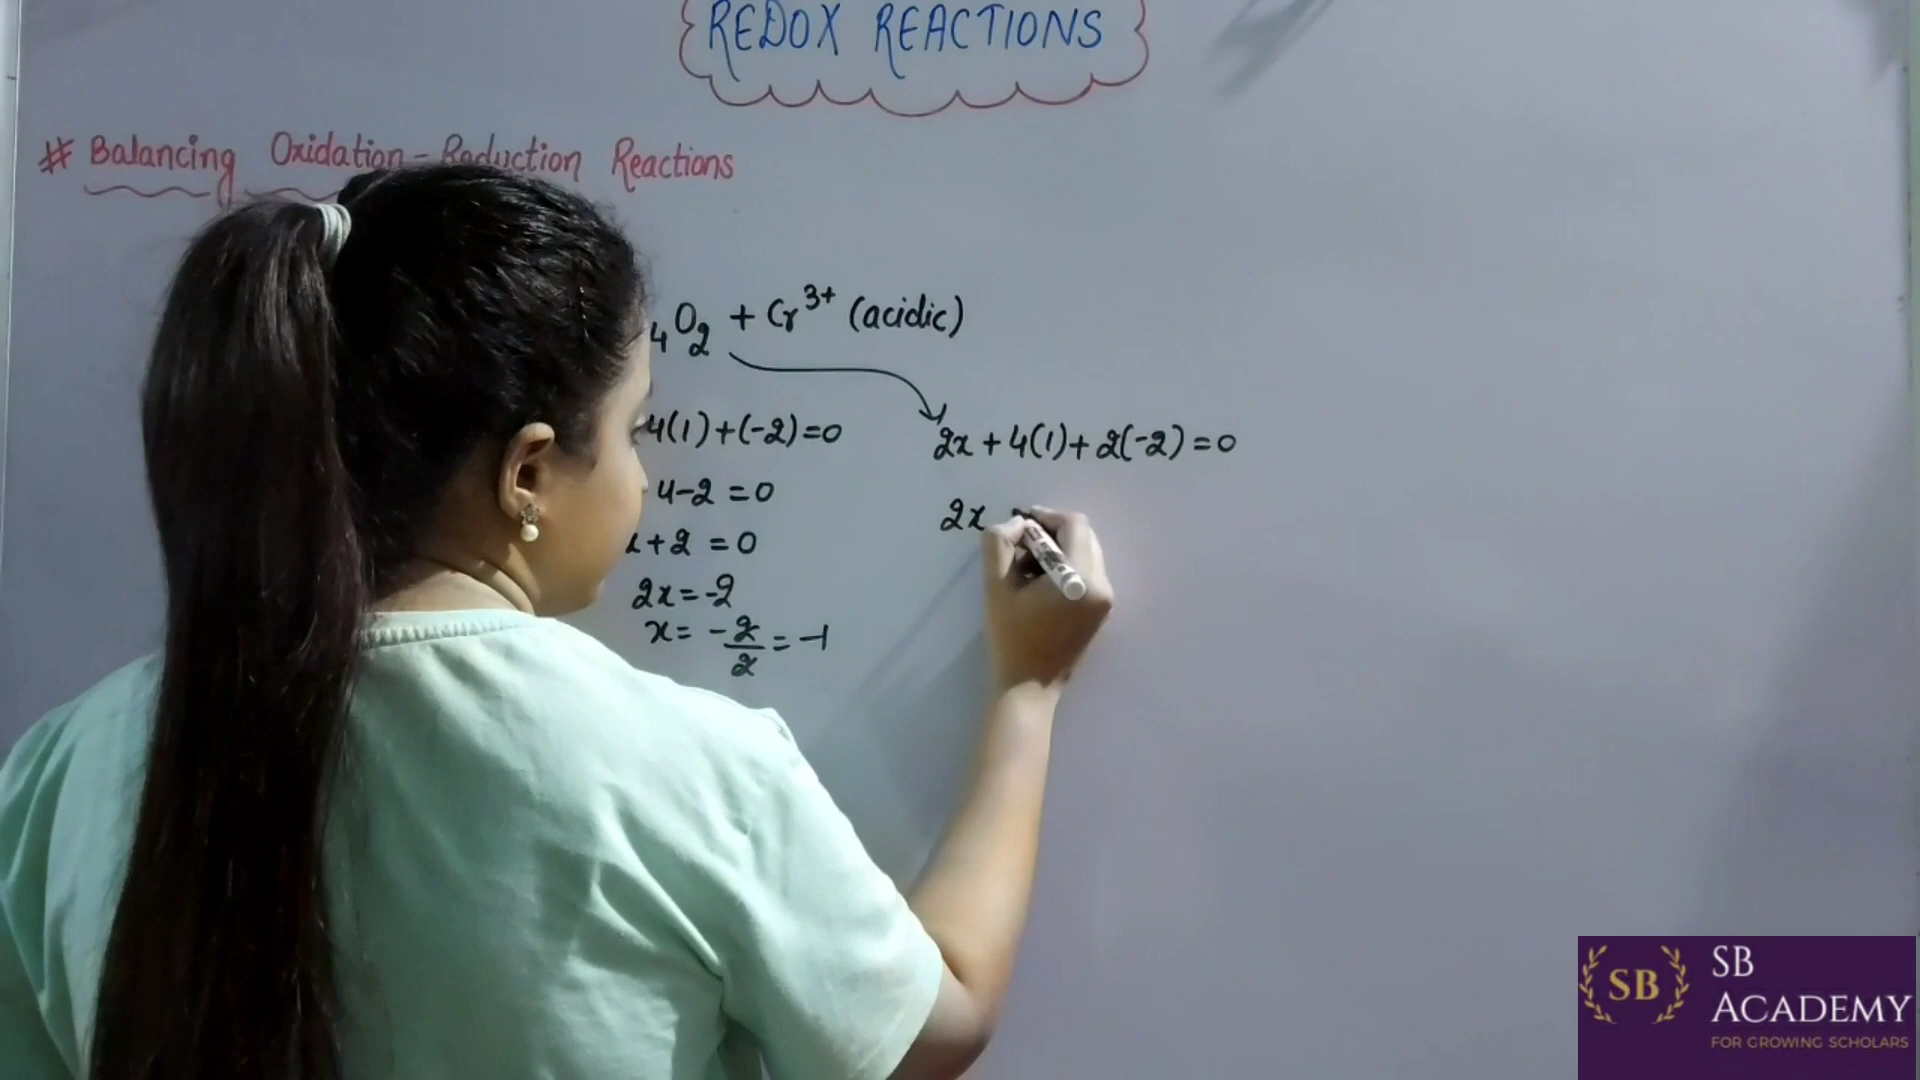 REDOX REACTIONS
# Balancing Oxidation-Reduction Reactions
4O2 + Cr³⁺ (acidic)
4(1)+(-2)=0
2x + 4(1) + 2(-2) = 0
4-2 = 0
2x
x+2 = 0
2x = -2
x = -2/2 = -1
SB
SB
ACADEMY
FOR GROWING SCHOLARS